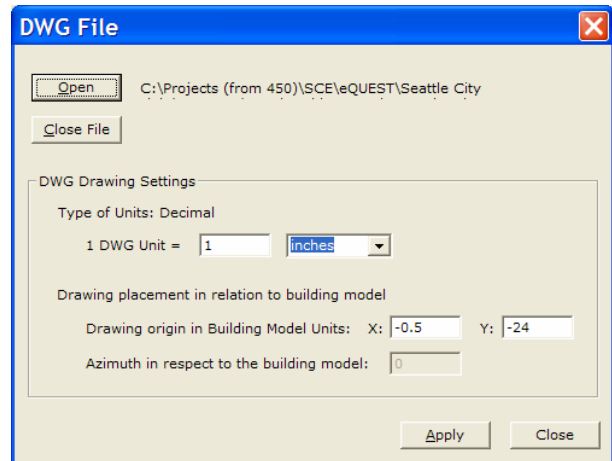 DWG File
Open C:\Projects (from 450)\SCE\eQUEST\Seattle City
Close File
DWG Drawing Settings
Type of Units: Decimal
1 DWG Unit = 1 inches
Drawing placement in relation to building model
Drawing origin in Building Model Units: X: -0.5 Y: -24
Azimuth in respect to the building model: 0
Apply Close